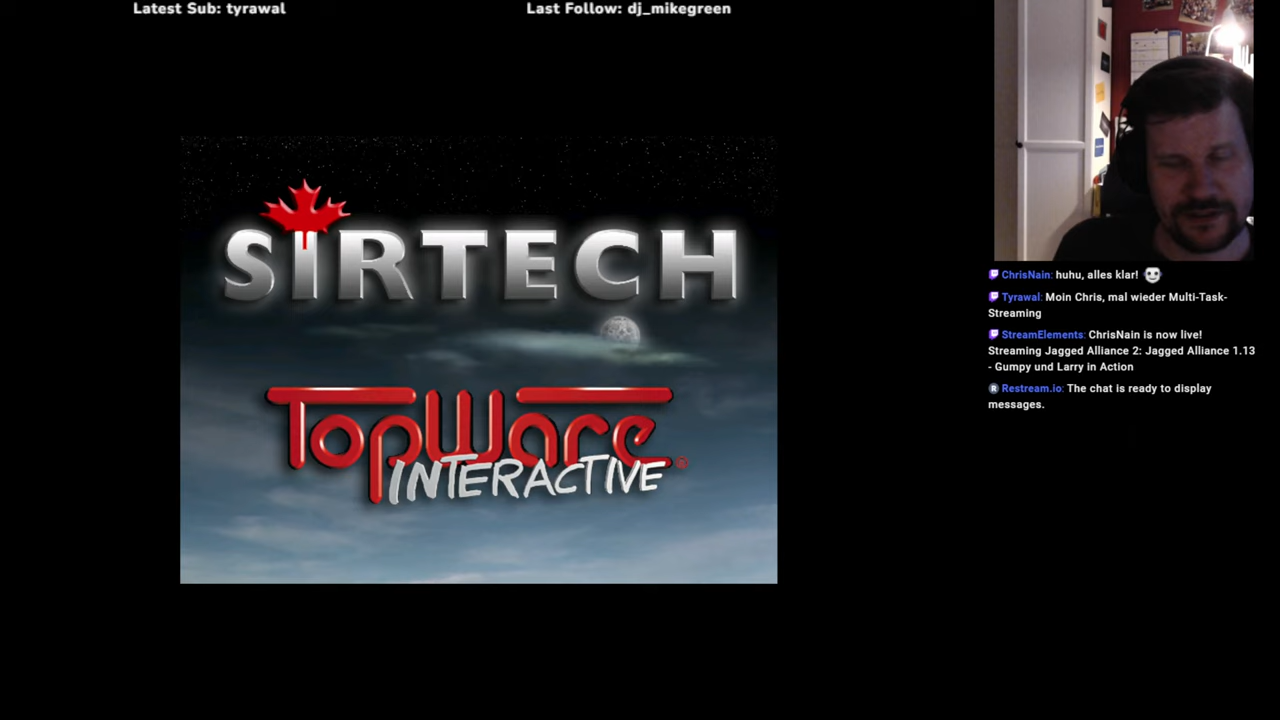 Latest Sub: tyrawal
Last Follow: dj_mikegreen
SIRTECH
TopWare
INTERACTIVE
ChrisNain: huhu, alles klar!
Tyrawal: Moin Chris, mal wieder Multi-Task-
Streaming
StreamElements: ChrisNain is now live!
Streaming Jagged Alliance 2: Jagged Alliance 1.13
- Gumpy und Larry in Action
Restream.io: The chat is ready to display
messages.